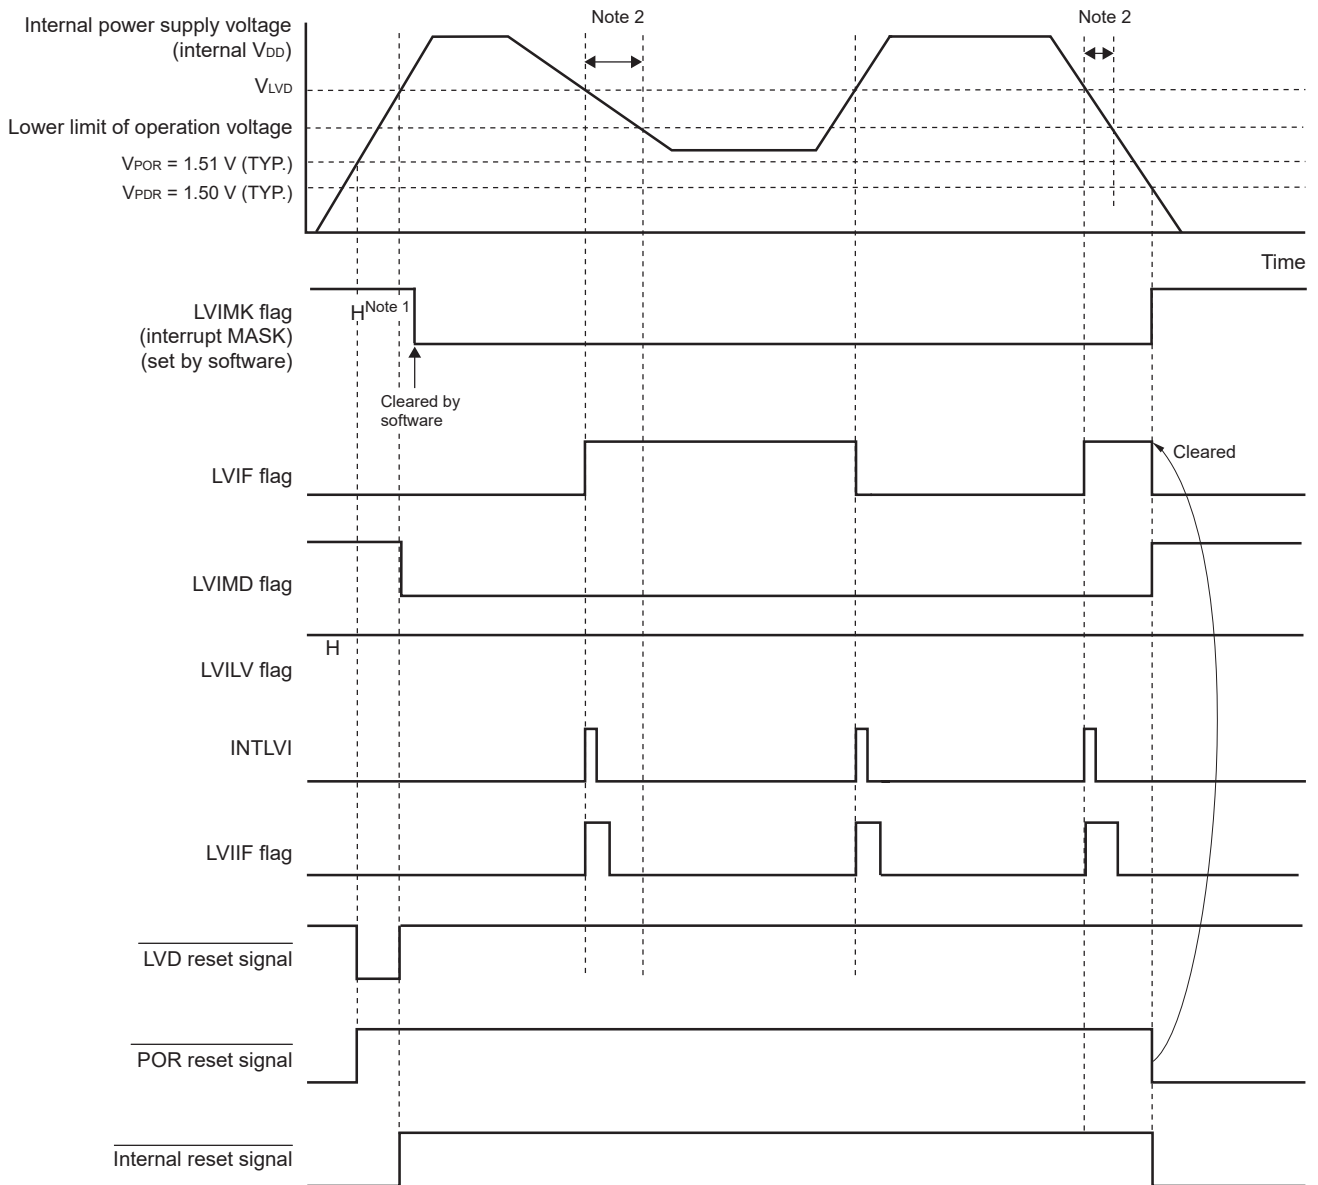 Note 2
Note 2
Internal power supply voltage
(internal VDD)
VLVD
Lower limit of operation voltage
VPOR = 1.51 V (TYP.)
VPDR = 1.50 V (TYP.)
Time
LVIMK flag
(interrupt MASK)
(set by software)
H Note 1
Cleared by
software
LVIF flag
Cleared
LVIMD flag
H
LVILV flag
INTLVI
LVIIF flag
LVD reset signal
POR reset signal
Internal reset signal